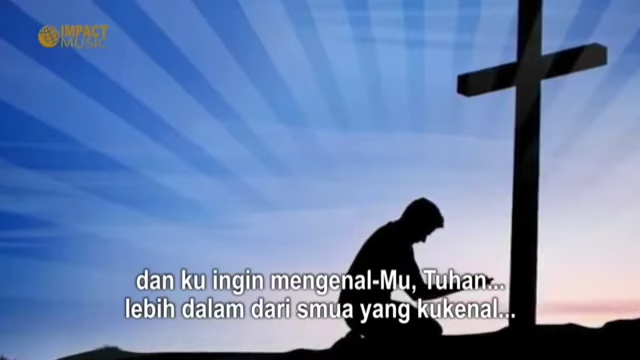 IMPACT
MUSIC
dan ku ingin mengenal-Mu, Tuhan...
lebih dalam dari smua yang kukenal...